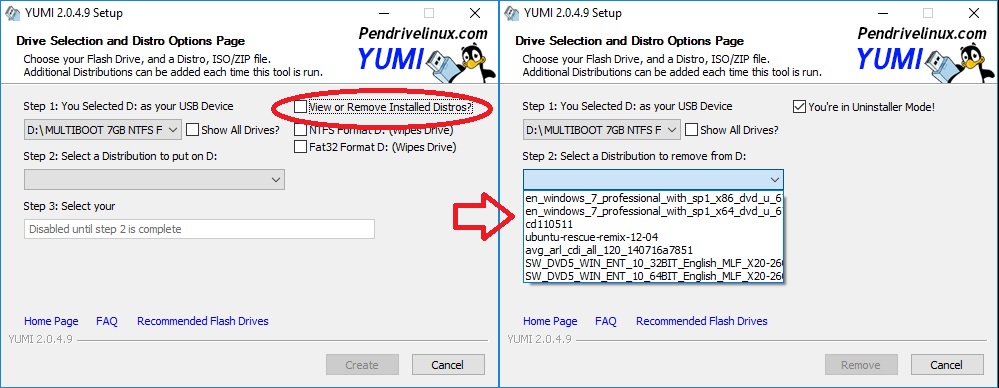 YUMI 2.0.4.9 Setup
Pendrivelinux.com
Drive Selection and Distro Options Page
YUMI
Choose your Flash Drive, and a Distro, ISO/ZIP file.
Additional Distributions can be added each time this tool is run.
Step 1: You Selected D: as your USB Device
View or Remove Installed Distros?
D:\ MULTIBOOT 7GB NTFS F
Show All Drives?
NTFS Format D: (Wipes Drive)
Fat32 Format D: (Wipes Drive)
Step 2: Select a Distribution to put on D:
Step 3: Select your
Disabled until step 2 is complete
Home Page FAQ Recommended Flash Drives
YUMI 2.0.4.9
Create Cancel
YUMI 2.0.4.9 Setup
Pendrivelinux.com
Drive Selection and Distro Options Page
YUMI
Choose your Flash Drive, and a Distro, ISO/ZIP file.
Additional Distributions can be added each time this tool is run.
Step 1: You Selected D: as your USB Device
You're in Uninstaller Mode!
D:\ MULTIBOOT 7GB NTFS F
Show All Drives?
Step 2: Select a Distribution to remove from D:
en_windows_7_professional_with_sp1_x86_dvd_u_6
en_windows_7_professional_with_sp1_x64_dvd_u_6
cd110511
ubuntu-rescue-remix-12-04
avg_arl_cdi_all_120_140716a7851
SW_DVD5_WIN_ENT_10_32BIT_English_MLF_X20-26
SW_DVD5_WIN_ENT_10_64BIT_English_MLF_X20-26
Home Page FAQ Recommended Flash Drives
YUMI 2.0.4.9
Remove Cancel